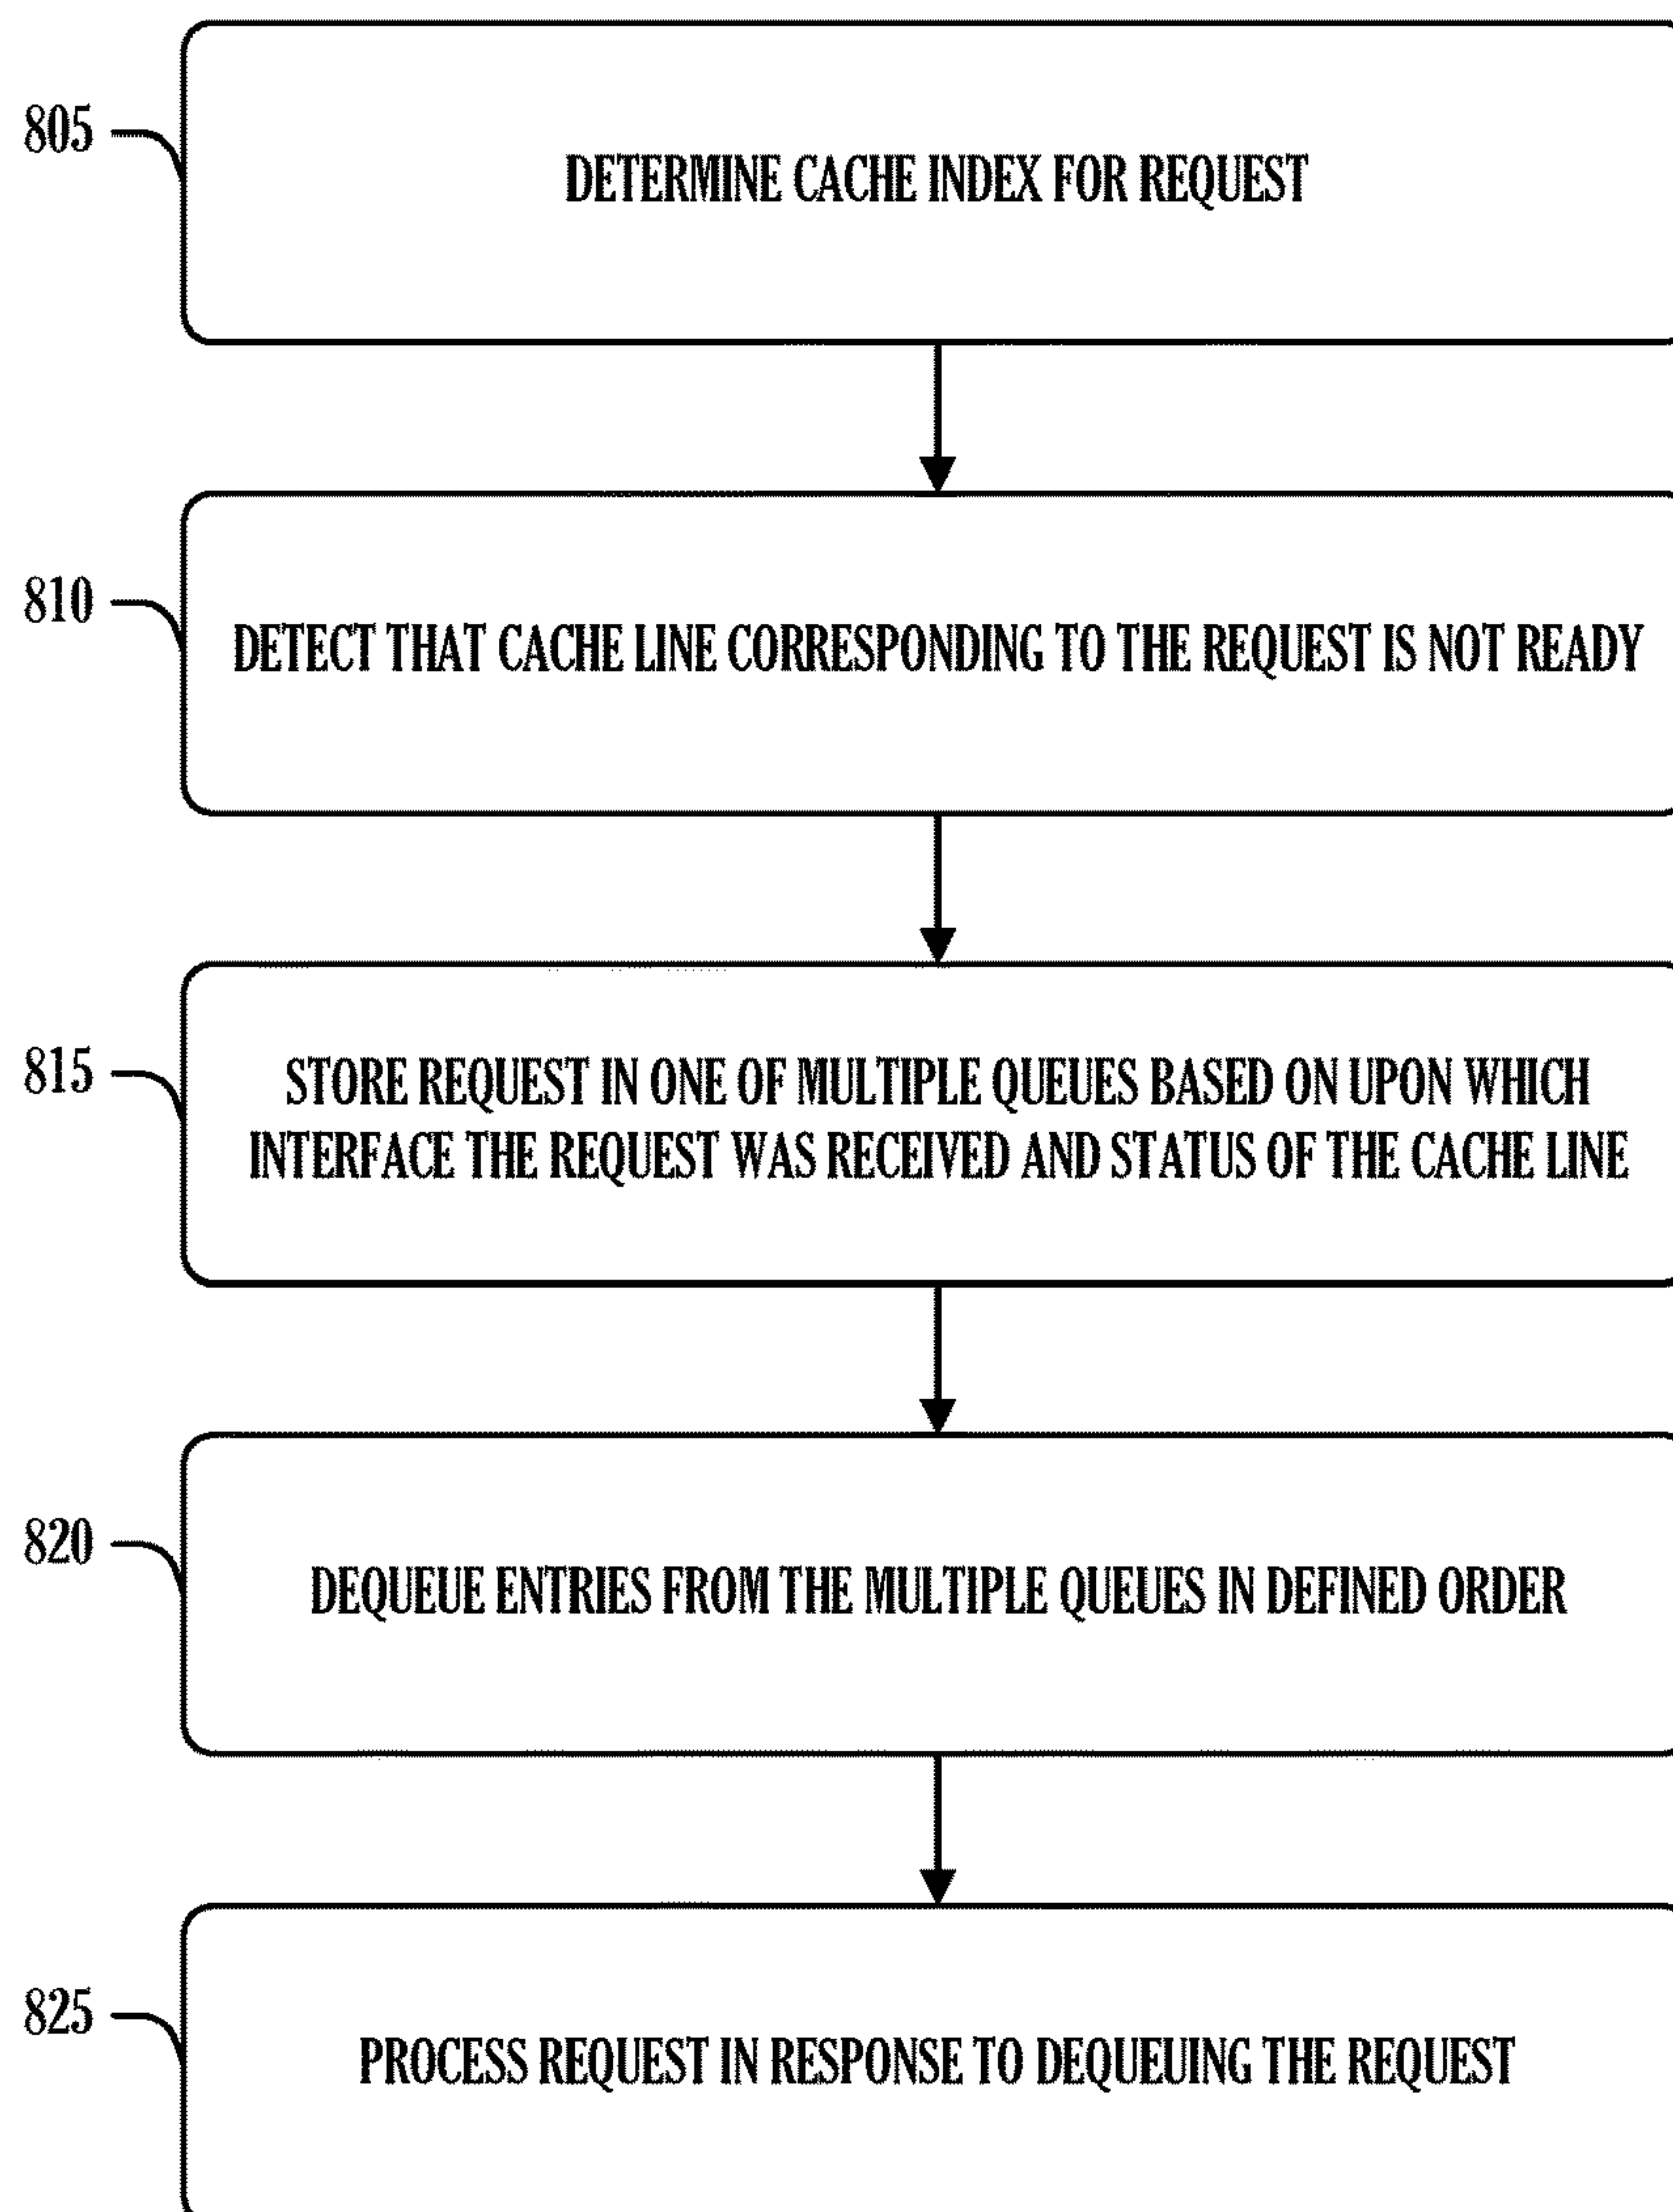 805
DETERMINE CACHE INDEX FOR REQUEST
810
DETECT THAT CACHE LINE CORRESPONDING TO THE REQUEST IS NOT READY
815
STORE REQUEST IN ONE OF MULTIPLE QUEUES BASED ON UPON WHICH
INTERFACE THE REQUEST WAS RECEIVED AND STATUS OF THE CACHE LINE
820
DEQUEUE ENTRIES FROM THE MULTIPLE QUEUES IN DEFINED ORDER
825
PROCESS REQUEST IN RESPONSE TO DEQUEUING THE REQUEST